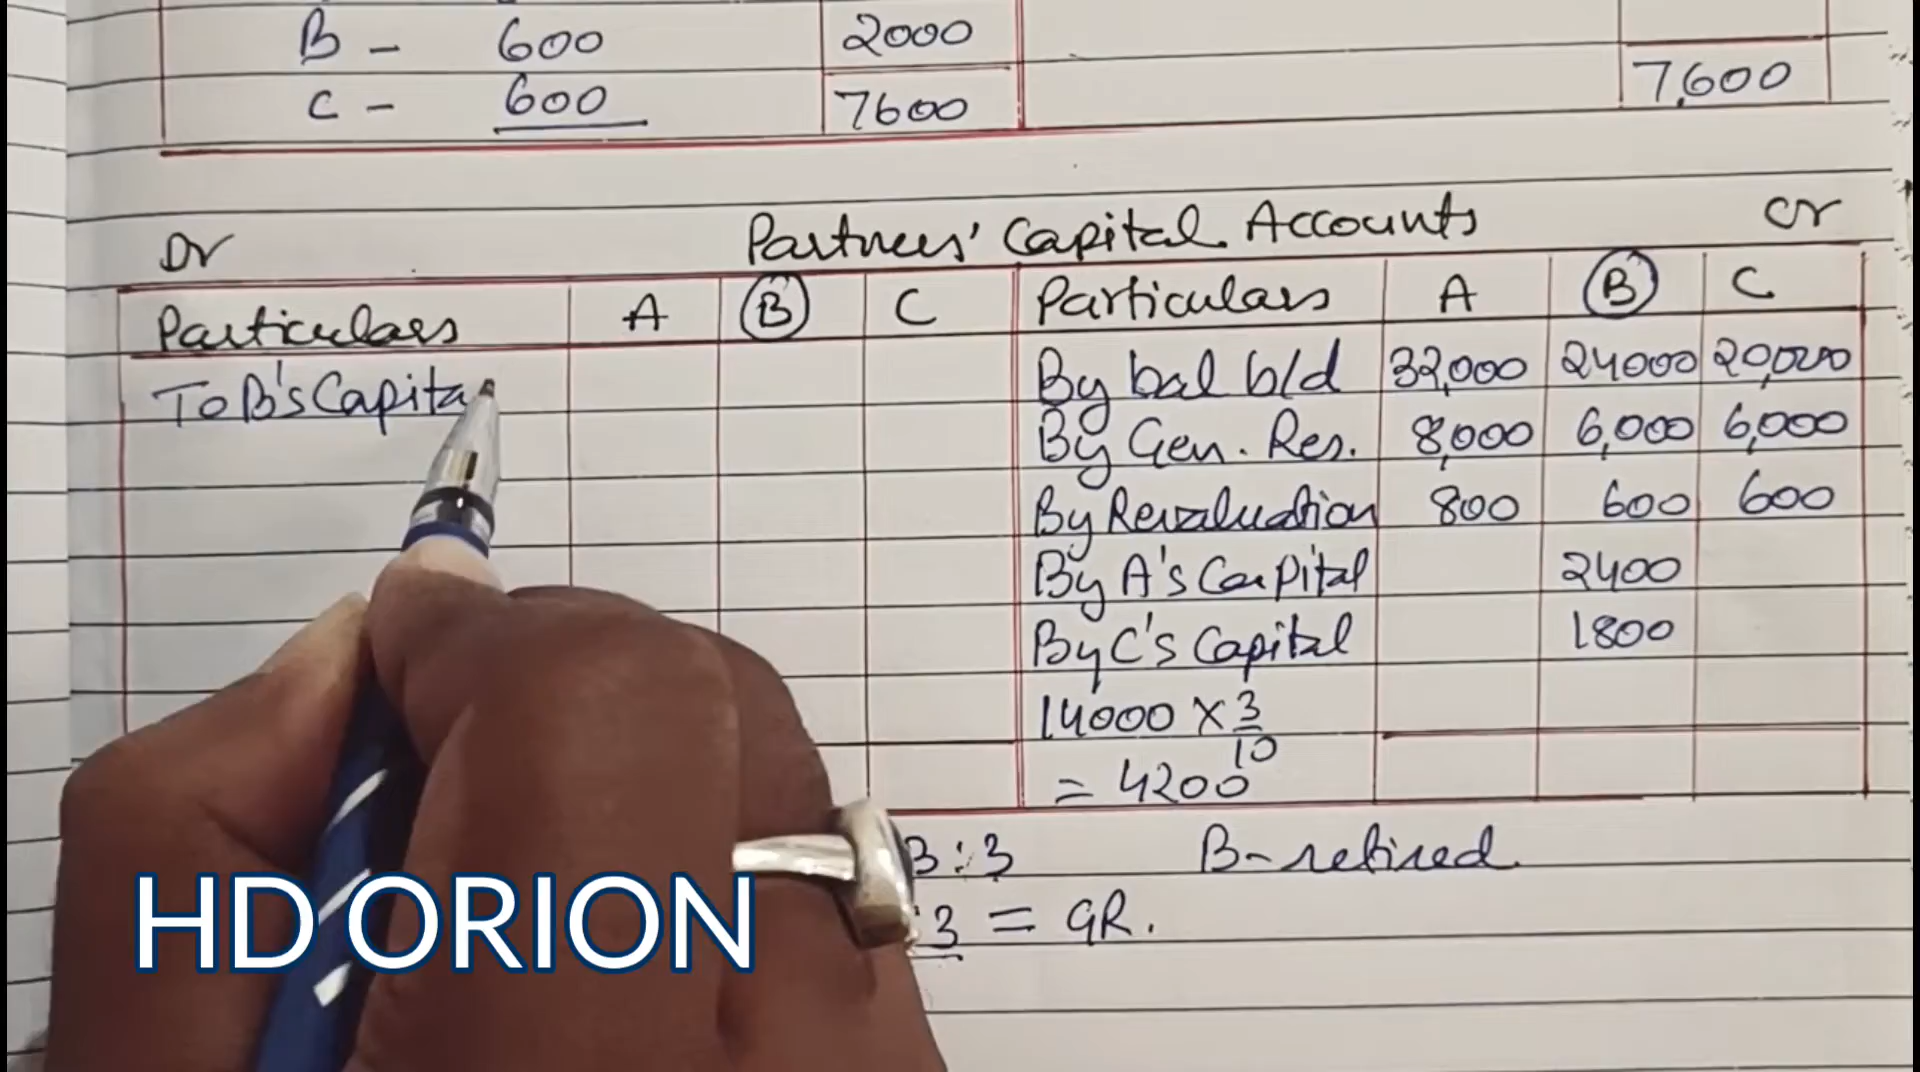 B - 600 2000
7,600
C - 600 7600
Dr Partners' Capital Accounts Cr
Particulars A B C Particulars A B C
To B's Capita By bal b/d 32,000 24000 20,000
By Gen. Res. 8,000 6,000 6,000
By Revaluation 800 600 600
By A's Capital 2400
By C's Capital 1800
14000 × 3/10
= 4200
3 : 3 B - retired
: 3 = GR.
HD ORION